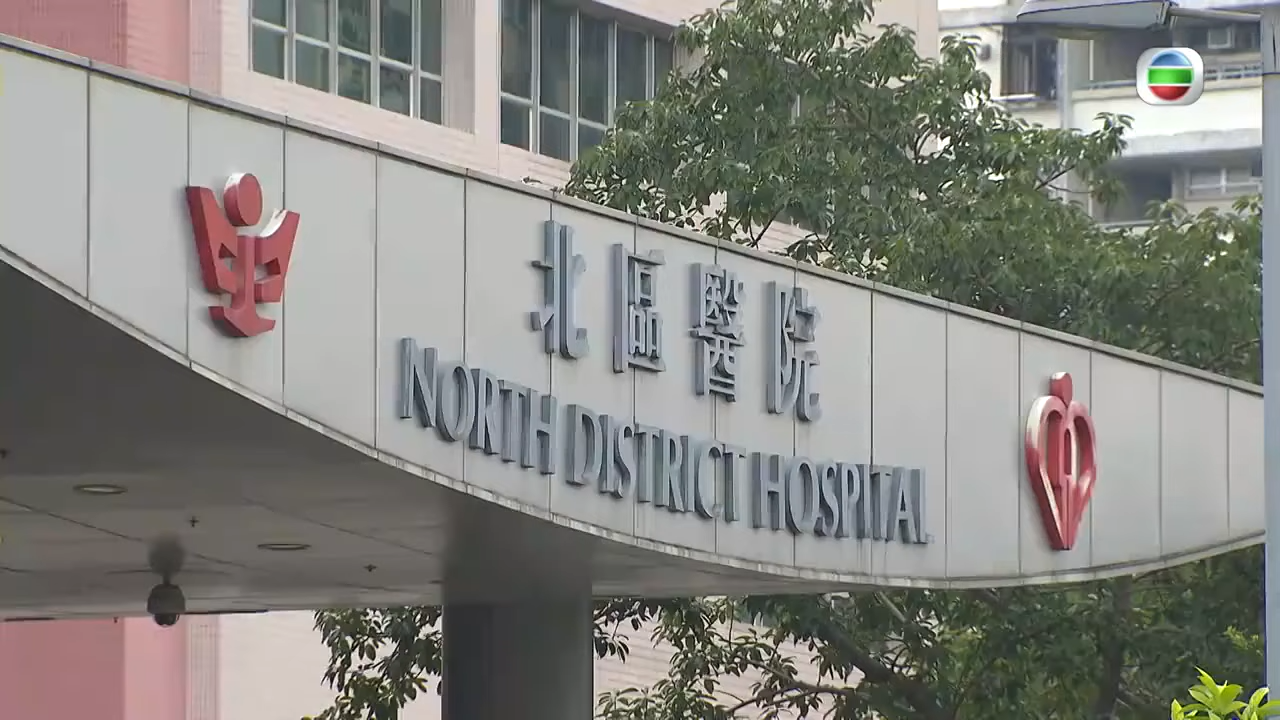 北區醫院
NORTH DISTRICT HOSPITAL